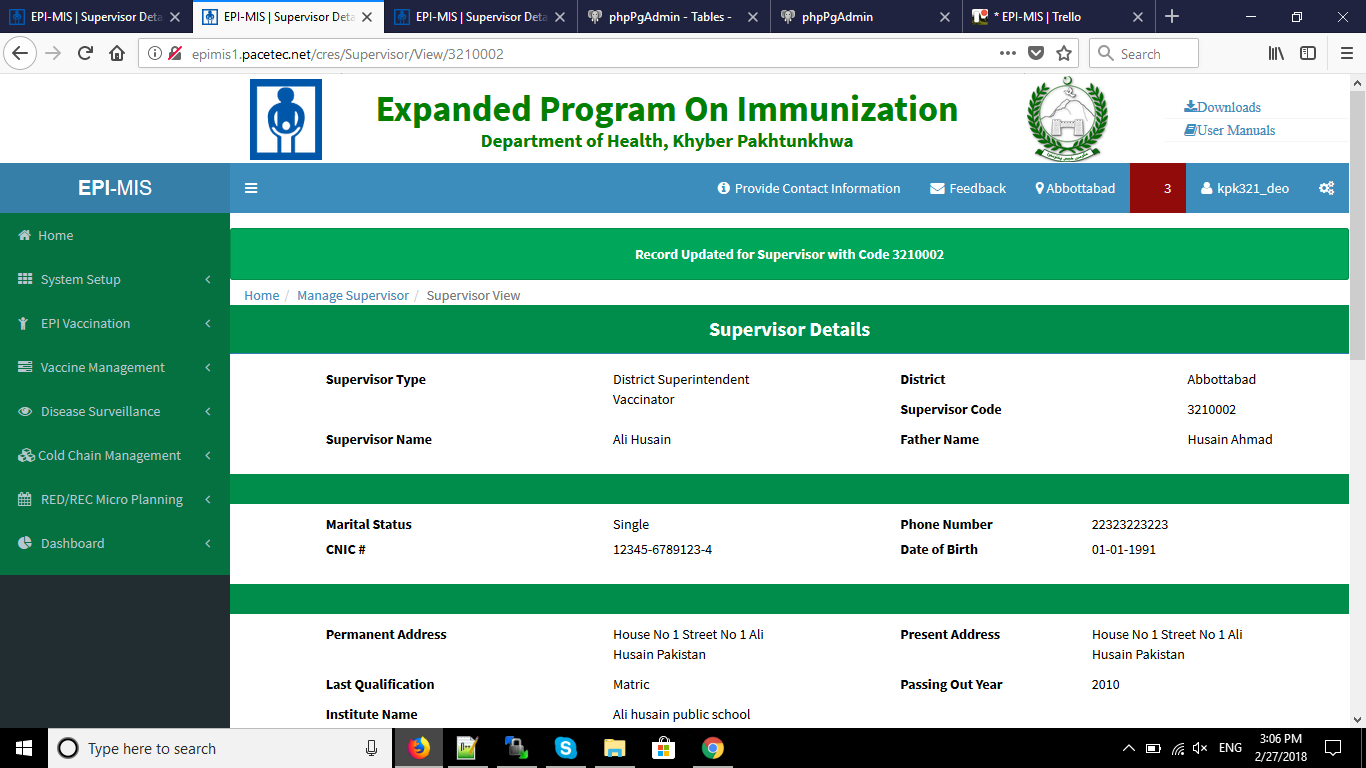 EPI-MIS | Supervisor Deta
EPI-MIS | Supervisor Deta
EPI-MIS | Supervisor Deta
phpPgAdmin - Tables -
phpPgAdmin
* EPI-MIS | Trello
epimis1.pacetec.net/cres/Supervisor/View/3210002
Search
Expanded Program On Immunization
Department of Health, Khyber Pakhtunkhwa
Downloads
User Manuals
EPI-MIS
Provide Contact Information
Feedback
Abbottabad
3
kpk321_deo
Home
System Setup
EPI Vaccination
Vaccine Management
Disease Surveillance
Cold Chain Management
RED/REC Micro Planning
Dashboard
Record Updated for Supervisor with Code 3210002
Home / Manage Supervisor / Supervisor View
Supervisor Details
Supervisor Type
District Superintendent
Vaccinator
District
Abbottabad
Supervisor Code
3210002
Supervisor Name
Ali Husain
Father Name
Husain Ahmad
Marital Status
Single
Phone Number
22323223223
CNIC #
12345-6789123-4
Date of Birth
01-01-1991
Permanent Address
House No 1 Street No 1 Ali
Husain Pakistan
Present Address
House No 1 Street No 1 Ali
Husain Pakistan
Last Qualification
Matric
Passing Out Year
2010
Institute Name
Ali husain public school
Type here to search
ENG
3:06 PM
2/27/2018